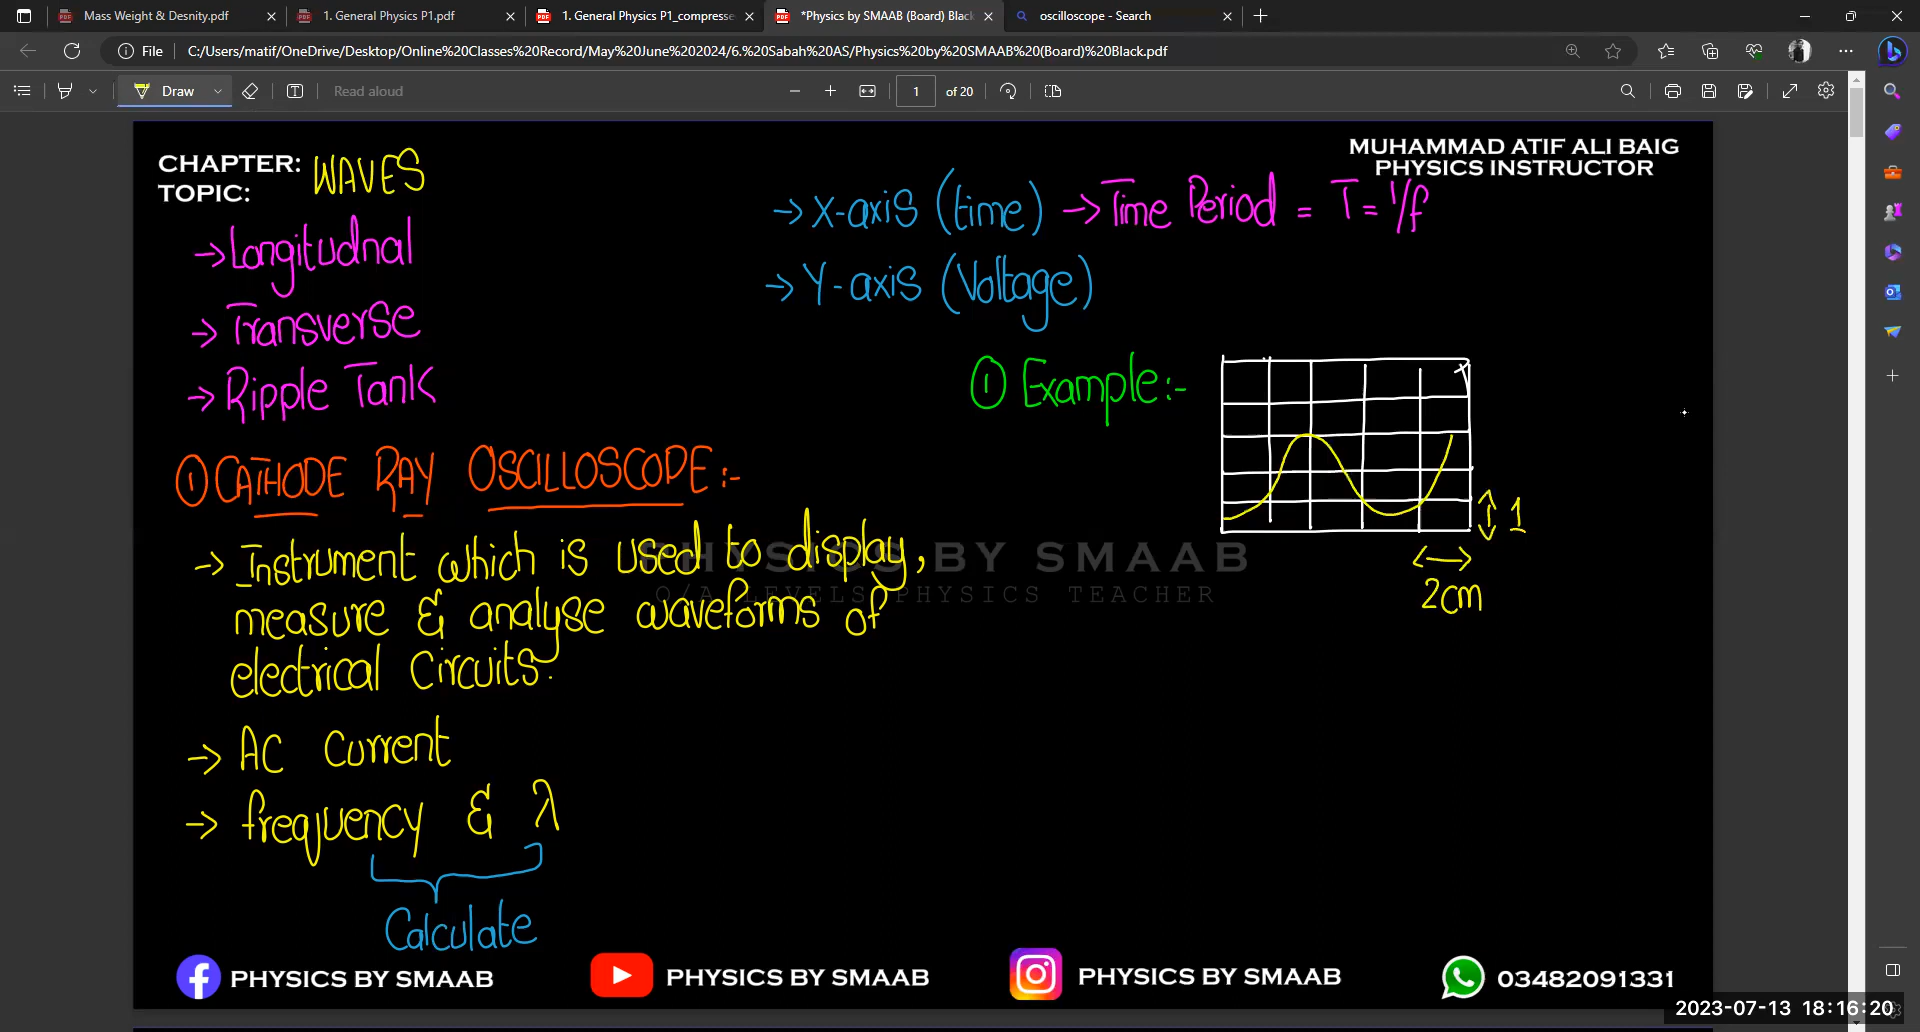 Mass Weight & Desnity.pdf
1. General Physics P1.pdf
1. General Physics P1_compresse
*Physics by SMAAB (Board) Black
oscilloscope - Search
File
C:/Users/matif/OneDrive/Desktop/Online%20Classes%20Record/May%20June%202024/6.%20Sabah%20AS/Physics%20by%20SMAAB%20(Board)%20Black.pdf
Draw
Read aloud
1 of 20
CHAPTER: WAVES
TOPIC:
MUHAMMAD ATIF ALI BAIG
PHYSICS INSTRUCTOR
→ Longitudnal
→ Transverse
→ Ripple Tank
① CATHODE RAY OSCILLOSCOPE :-
→ Instrument which is used to display,
measure & analyse waveforms of
electrical Circuits.
→ AC Current
→ frequency & λ
Calculate
→ X-axis (time) → Time Period = T = 1/f
→ Y-axis (Voltage)
① Example:-
1
2cm
PHYSICS BY SMAAB
O/A LEVELS PHYSICS TEACHER
PHYSICS BY SMAAB
PHYSICS BY SMAAB
PHYSICS BY SMAAB
03482091331
2023-07-13 18:16:20